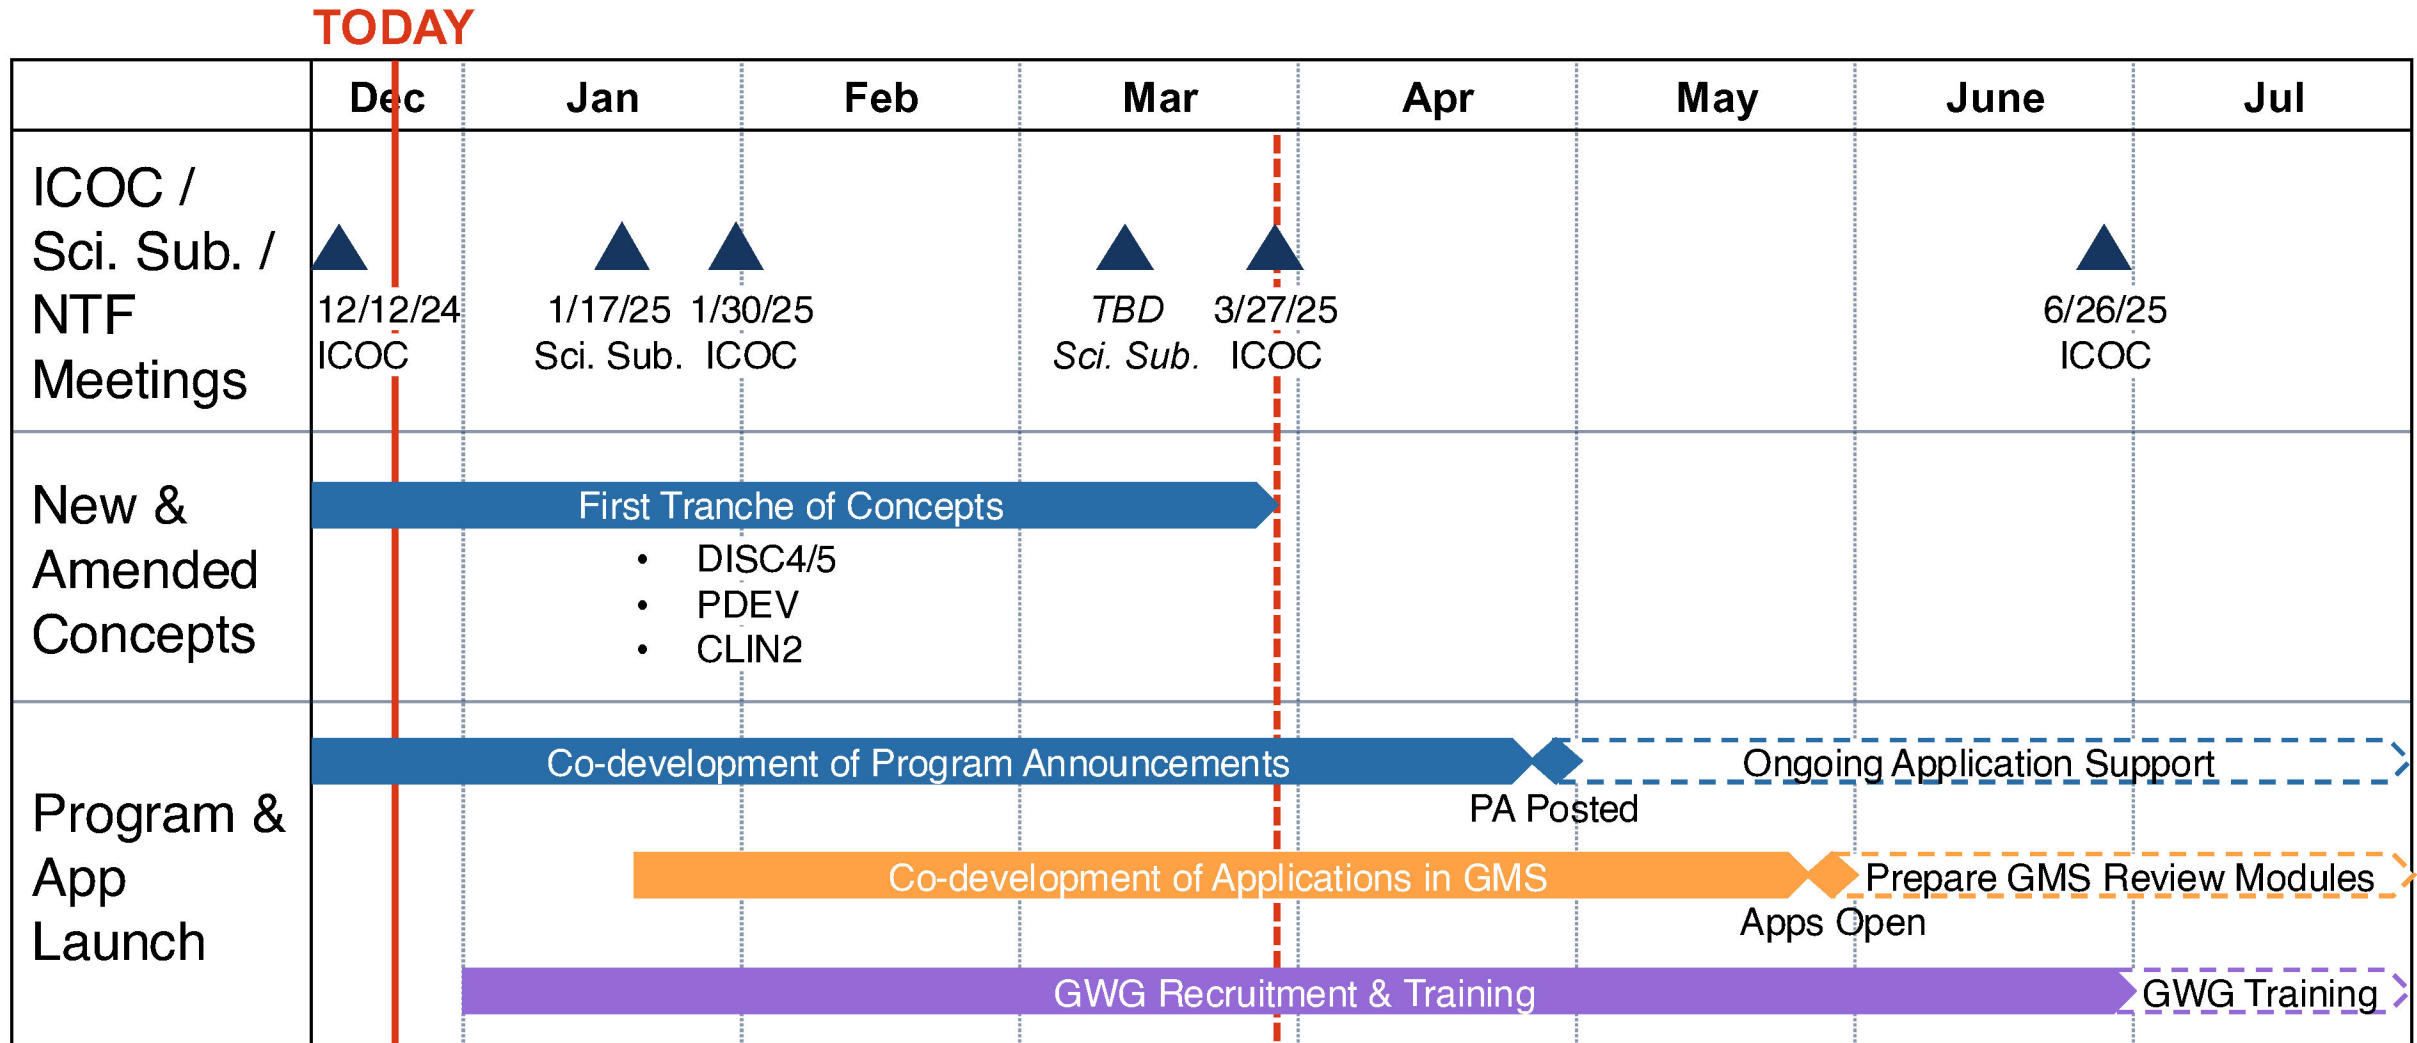 TODAY
Dec Jan Feb Mar Apr May June Jul
ICOC /
Sci. Sub. /
NTF
Meetings
12/12/24 1/17/25 1/30/25 TBD 3/27/25 6/26/25
ICOC Sci. Sub. ICOC Sci. Sub. ICOC ICOC
New &
Amended
Concepts
First Tranche of Concepts
• DISC4/5
• PDEV
• CLIN2
Program &
App
Launch
Co-development of Program Announcements Ongoing Application Support
PA Posted
Co-development of Applications in GMS Prepare GMS Review Modules
Apps Open
GWG Recruitment & Training GWG Training